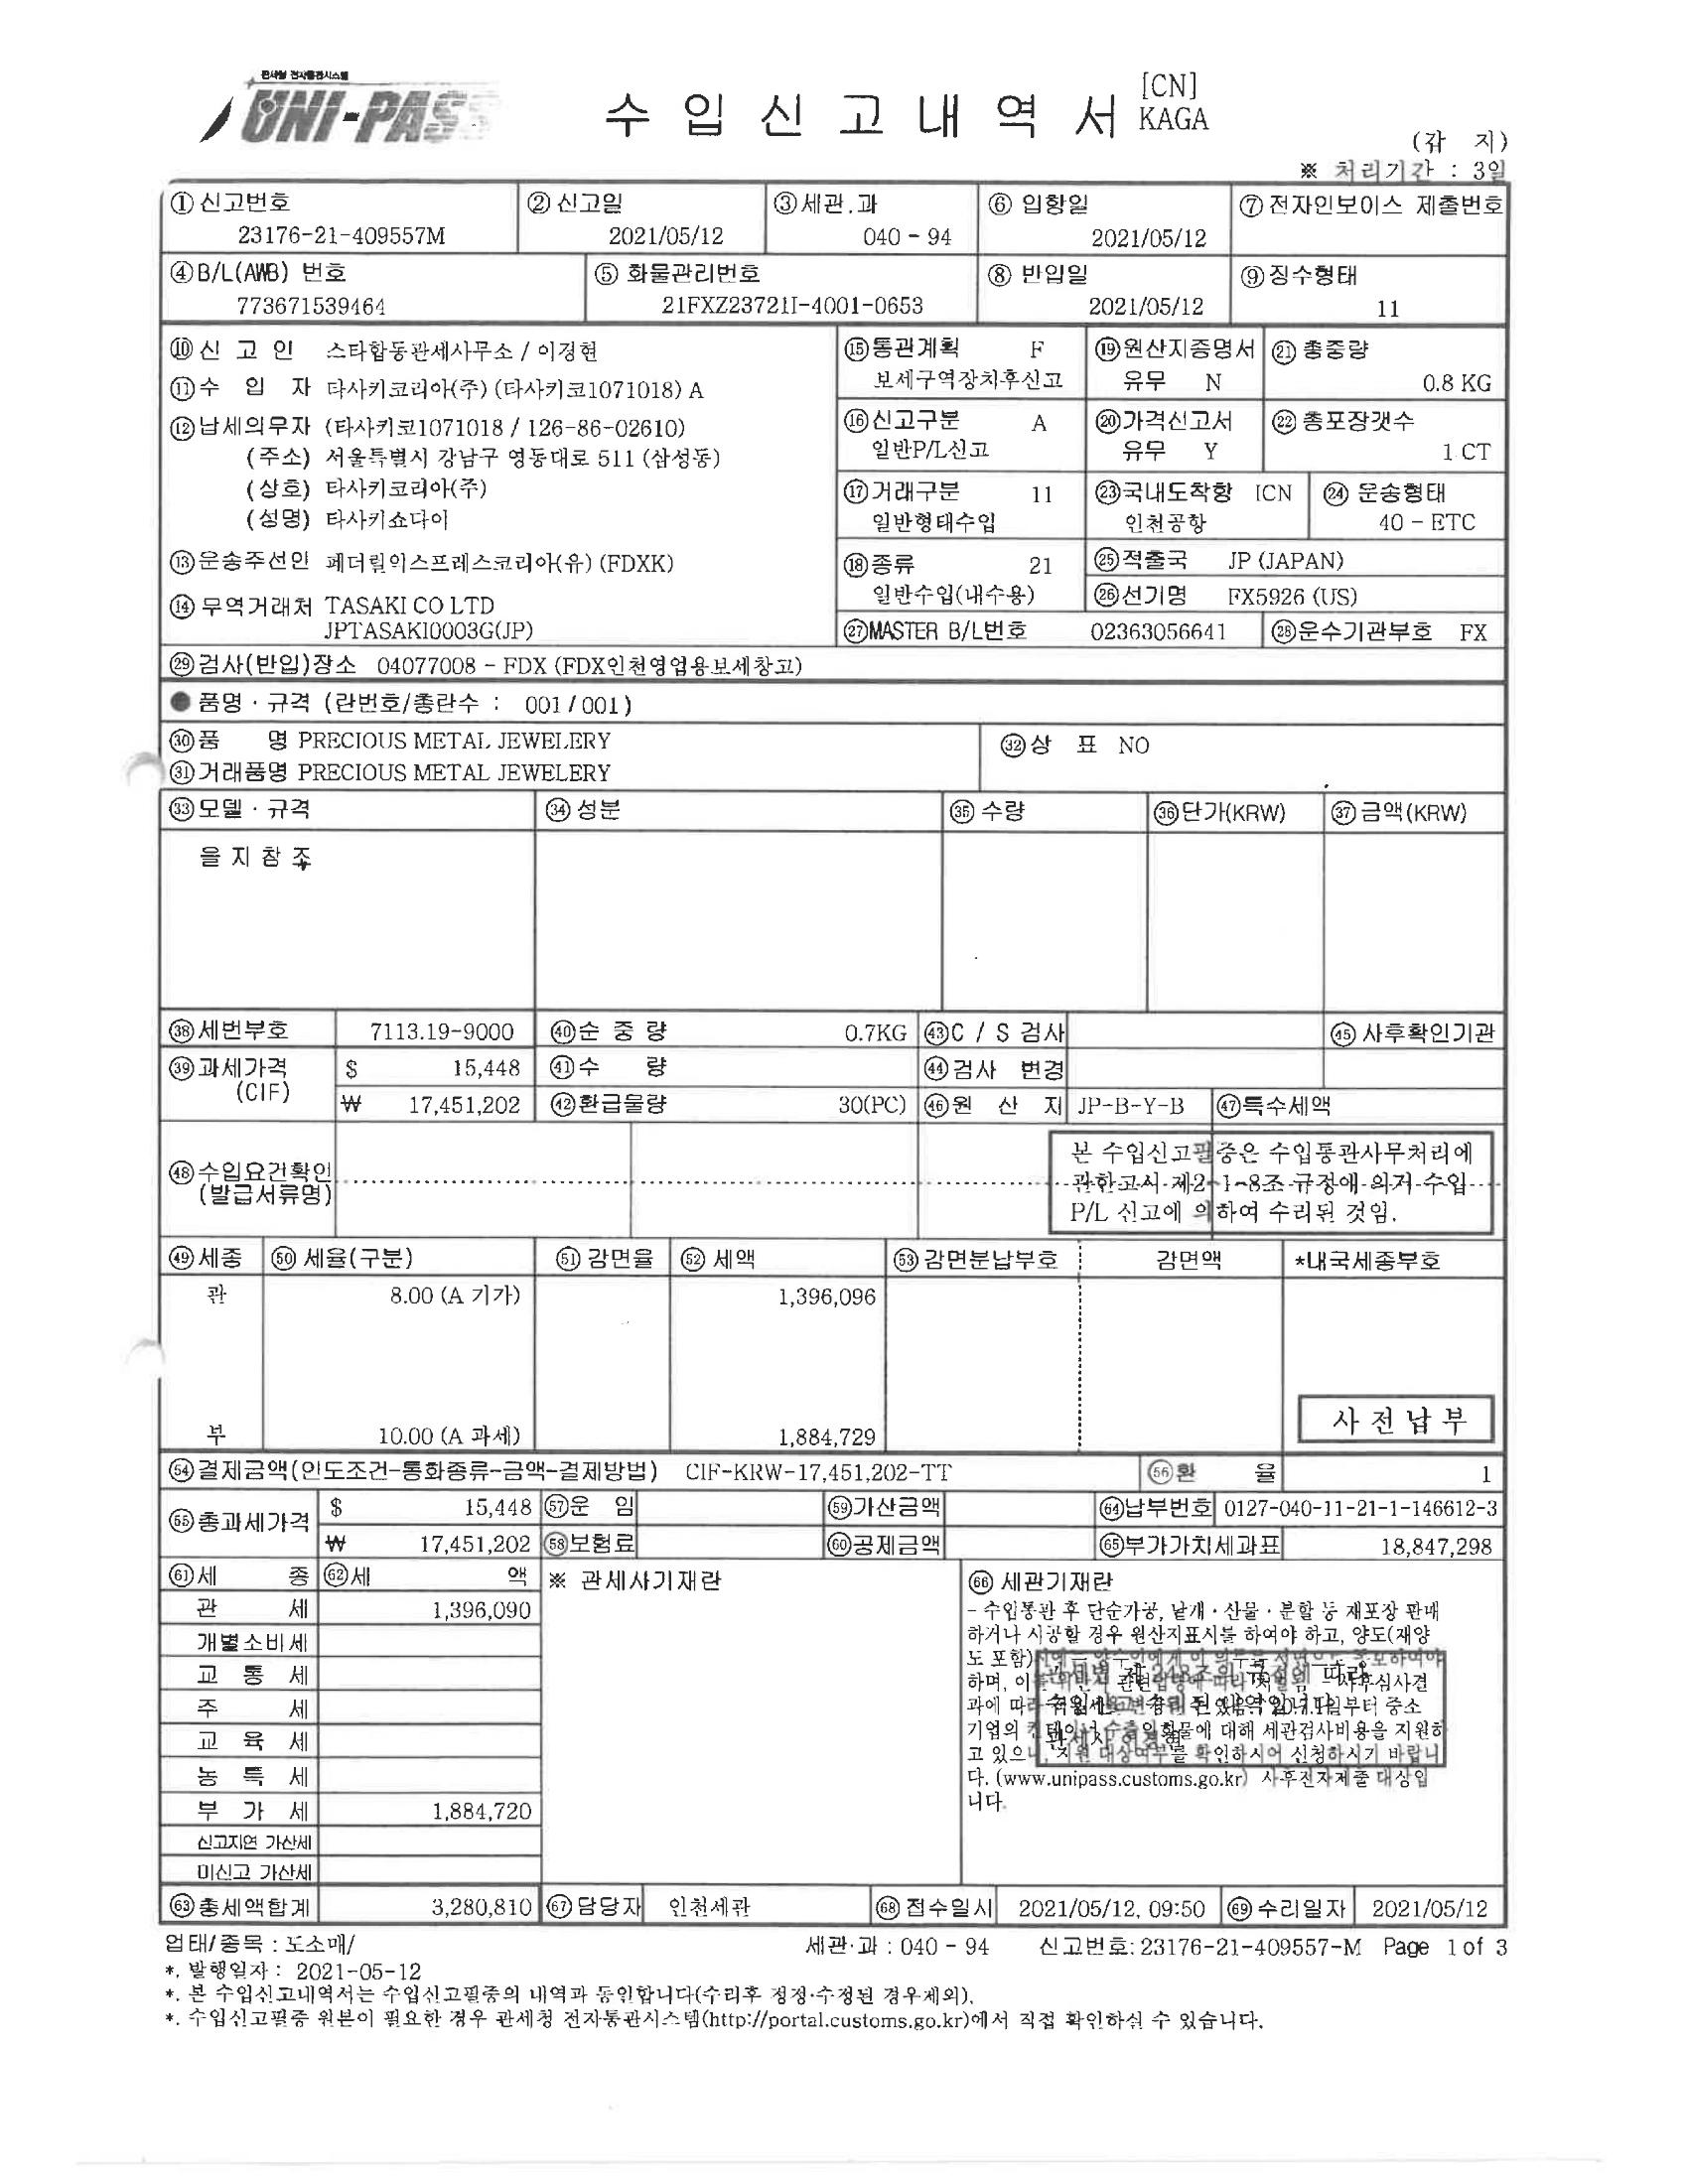 관세청 전자통관시스템
UNI-PASS
수 입 신 고 내 역 서
[CN]
KAGA
(갑 지)
※ 처리기간 : 3일
① 신고번호 ② 신고일 ③ 세관.과 ⑥ 입항일 ⑦ 전자인보이스 제출번호
23176-21-409557M 2021/05/12 040 - 94 2021/05/12
④ B/L(AWB) 번호 ⑤ 화물관리번호 ⑧ 반입일 ⑨ 징수형태
773671539464 21FXZ23721I-4001-0653 2021/05/12 11
⑩ 신 고 인 스타합동관세사무소 / 이경현
⑪ 수 입 자 타사키코리아(주) (타사키코1071018) A
⑫ 납세의무자 (타사키코1071018 / 126-86-02610)
(주소) 서울특별시 강남구 영동대로 511 (삼성동)
(상호) 타사키코리아(주)
(성명) 타사키쇼다이
⑬ 운송주선인 페더럴익스프레스코리아(유) (FDXK)
⑭ 무역거래처 TASAKI CO LTD
JPTASAKI0003G(JP)
⑮ 통관계획 F ⑲ 원산지증명서 ㉑ 총중량
보세구역장치후신고 유무 N 0.8 KG
⑯ 신고구분 A ⑳ 가격신고서 ㉒ 총포장갯수
일반P/L신고 유무 Y 1 CT
⑰ 거래구분 11 ㉓ 국내도착항 ICN ㉔ 운송형태
일반형태수입 인천공항 40 - ETC
⑱ 종류 21 ㉕ 적출국 JP (JAPAN)
일반수입(내수용) ㉖ 선기명 FX5926 (US)
㉗ MASTER B/L번호 02363056641 ㉘ 운수기관부호 FX
㉙ 검사(반입)장소 04077008 - FDX (FDX인천영업용보세창고)
● 품명 · 규격 (란번호/총란수 : 001 / 001)
㉚ 품 명 PRECIOUS METAL JEWELERY ㉜ 상 표 NO
㉛ 거래품명 PRECIOUS METAL JEWELERY
㉝ 모델 · 규격 ㉞ 성분 ㉟ 수량 ㊱ 단가(KRW) ㊲ 금액(KRW)
을 지 참 조
㊳ 세번부호 7113.19-9000 ㊵ 순 중 량 0.7KG ㊸ C / S 검사 ㊺ 사후확인기관
㊴ 과세가격 $ 15,448 ㊶ 수 량 ㊹ 검사 변경
(CIF) ₩ 17,451,202 ㊷ 환급물량 30(PC) ㊻ 원 산 지 JP-B-Y-B ㊼ 특수세액
㊽ 수입요건확인
(발급서류명)
본 수입신고필증은 수입통관사무처리에
관한고시 제2-1-8조 규정에 의거 수입
P/L 신고에 의하여 수리된 것임.
㊾ 세종 ㊿ 세율(구분) (51) 감면율 (52) 세액 (53) 감면분납부호 감면액 *내국세종부호
관 8.00 (A 기가) 1,396,096
부 10.00 (A 과세) 1,884,729
사 전 납 부
(54) 결제금액(인도조건-통화종류-금액-결제방법) CIF-KRW-17,451,202-TT (56) 환 율 1
(55) 총과세가격 $ 15,448 (57) 운 임 (59) 가산금액 (64) 납부번호 0127-040-11-21-1-146612-3
₩ 17,451,202 (58) 보험료 (60) 공제금액 (65) 부가가치세과표 18,847,298
(61) 세 종 (62) 세 액 ※ 관세사기재란 (66) 세관기재란
관 세 1,396,090
개별소비세
교 통 세
주 세
교 육 세
농 특 세
부 가 세 1,884,720
신고지연 가산세
미신고 가산세
- 수입통관 후 단순가공, 낱개 · 산물 · 분할 등 재포장 판매
하거나 시공할 경우 원산지표시를 하여야 하고, 양도(재양
도 포함)
하며, 사후심사결
과에 따라 부터 중소
기업의 에 대해 세관검사비용을 지원하
고 있으니, 지원 대상여부를 확인하시어 신청하시기 바랍니
다. (www.unipass.customs.go.kr) 사후전자제출 대상입
니다.
관세법 제 248조의 규정에 따라
수입신고 수리 된 내역입니다.
관세사 이경현
(63) 총세액합계 3,280,810 (67) 담당자 인천세관 (68) 접수일시 2021/05/12, 09:50 (69) 수리일자 2021/05/12
업태/종목 : 도소매/ 세관·과 : 040 - 94 신고번호: 23176-21-409557-M Page 1 of 3
*. 발행일자 : 2021-05-12
*. 본 수입신고내역서는 수입신고필증의 내역과 동일합니다(수리후 정정·수정된 경우제외).
*. 수입신고필증 원본이 필요한 경우 관세청 전자통관시스템(http://portal.customs.go.kr)에서 직접 확인하실 수 있습니다.